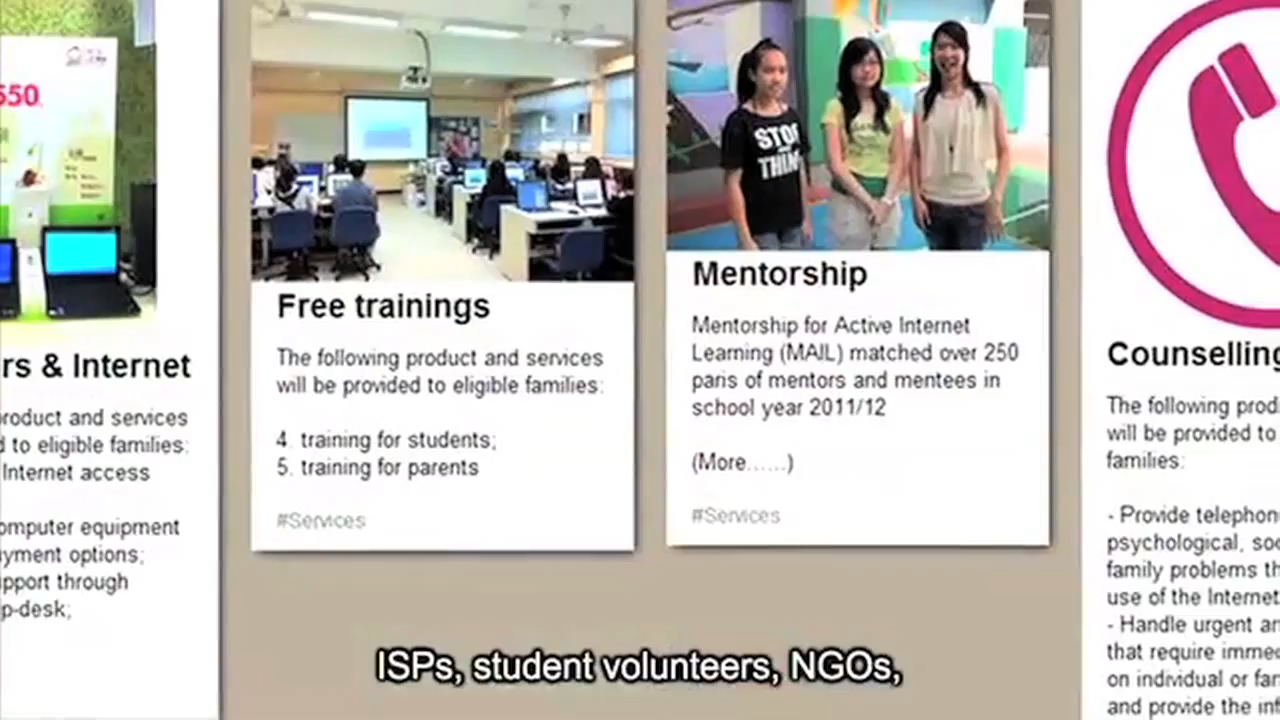 550
rs & Internet
product and services
d to eligible families:
Internet access
omputer equipment
yment options;
pport through
p-desk;
Free trainings
The following product and services
will be provided to eligible families:
4. training for students;
5. training for parents
#Services
STOP
THIN
Mentorship
Mentorship for Active Internet
Learning (MAIL) matched over 250
paris of mentors and mentees in
school year 2011/12
(More......)
#Services
Counselling
The following prod
will be provided to
families:
- Provide telephon
psychological, soc
family problems th
use of the Internet
- Handle urgent an
that require immed
on individual or fam
and provide the inf
ISPs, student volunteers, NGOs,